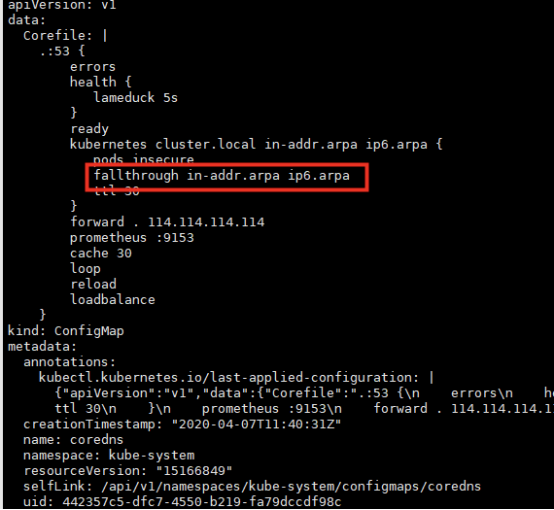 apiVersion: v1
data:
  Corefile: |
    .:53 {
        errors
        health {
           lameduck 5s
        }
        ready
        kubernetes cluster.local in-addr.arpa ip6.arpa {
           pods insecure
           fallthrough in-addr.arpa ip6.arpa
           ttl 30
        }
        forward . 114.114.114.114
        prometheus :9153
        cache 30
        loop
        reload
        loadbalance
    }
kind: ConfigMap
metadata:
  annotations:
    kubectl.kubernetes.io/last-applied-configuration: |
      {"apiVersion":"v1","data":{"Corefile":".:53 {\n    errors\n
      ttl 30\n    }\n    prometheus :9153\n    forward . 114.114.114.1
  creationTimestamp: "2020-04-07T11:40:31Z"
  name: coredns
  namespace: kube-system
  resourceVersion: "15166849"
  selfLink: /api/v1/namespaces/kube-system/configmaps/coredns
  uid: 442357c5-dfc7-4550-b219-fa79dccdf98c